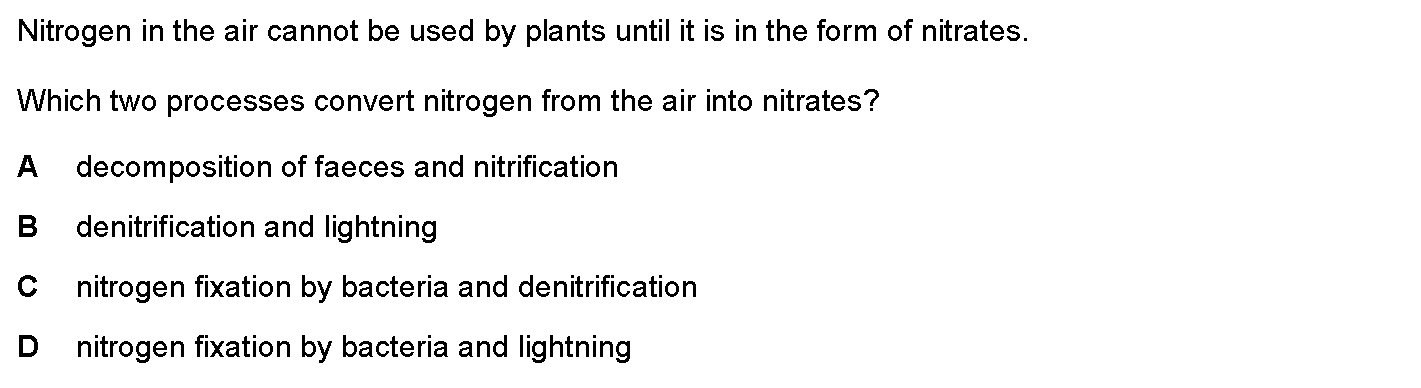 Nitrogen in the air cannot be used by plants until it is in the form of nitrates.
Which two processes convert nitrogen from the air into nitrates?
A decomposition of faeces and nitrification
B denitrification and lightning
C nitrogen fixation by bacteria and denitrification
D nitrogen fixation by bacteria and lightning